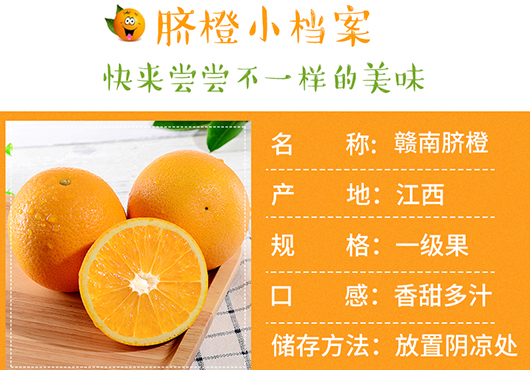 脐橙小档案
快来尝尝不一样的美味
名 称：赣南脐橙
产 地：江西
规 格：一级果
口 感：香甜多汁
储存方法：放置阴凉处